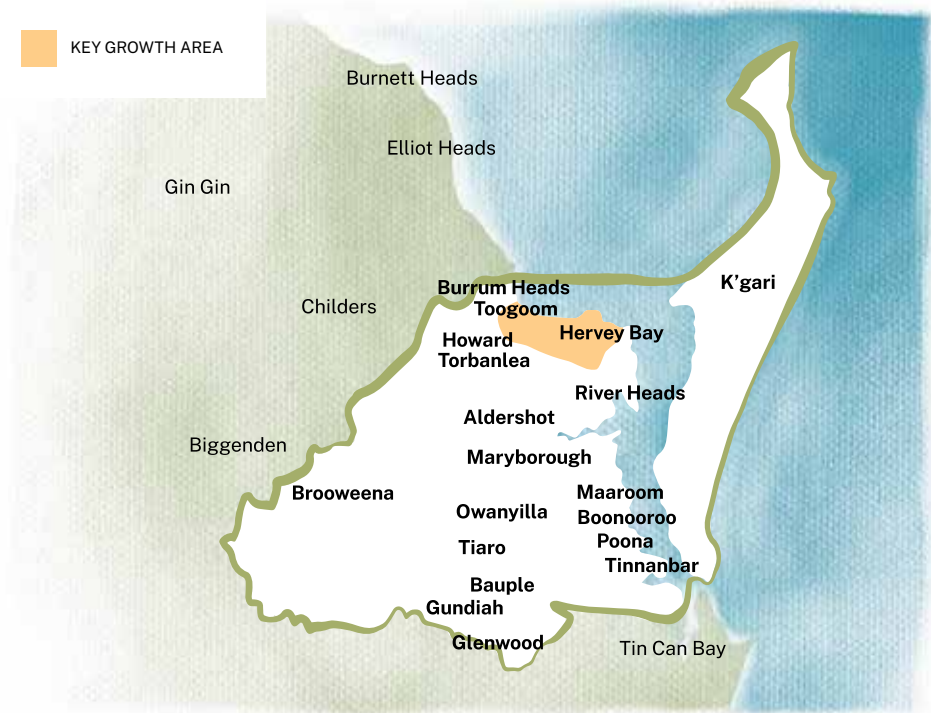 KEY GROWTH AREA
Burnett Heads
Elliot Heads
Gin Gin
K’gari
Burrum Heads
Childers
Toogoom
Hervey Bay
Howard
Torbanlea
River Heads
Aldershot
Biggenden
Maryborough
Brooweena
Maaroom
Owanyilla
Boonooroo
Poona
Tiaro
Tinnanbar
Bauple
Gundiah
Glenwood
Tin Can Bay